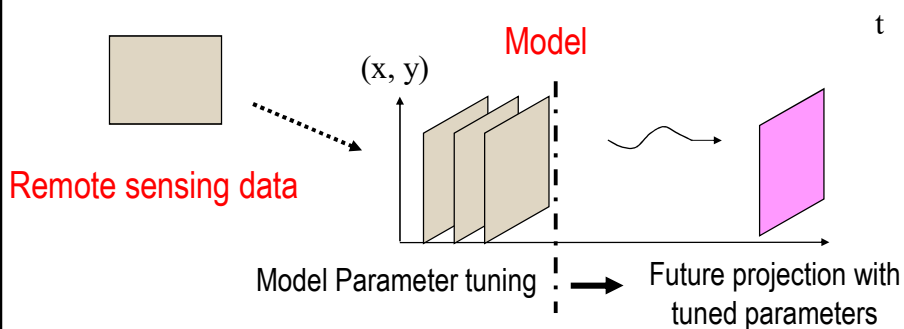 t
Model
(x, y)
Remote sensing data
Model Parameter tuning
Future projection with
tuned parameters